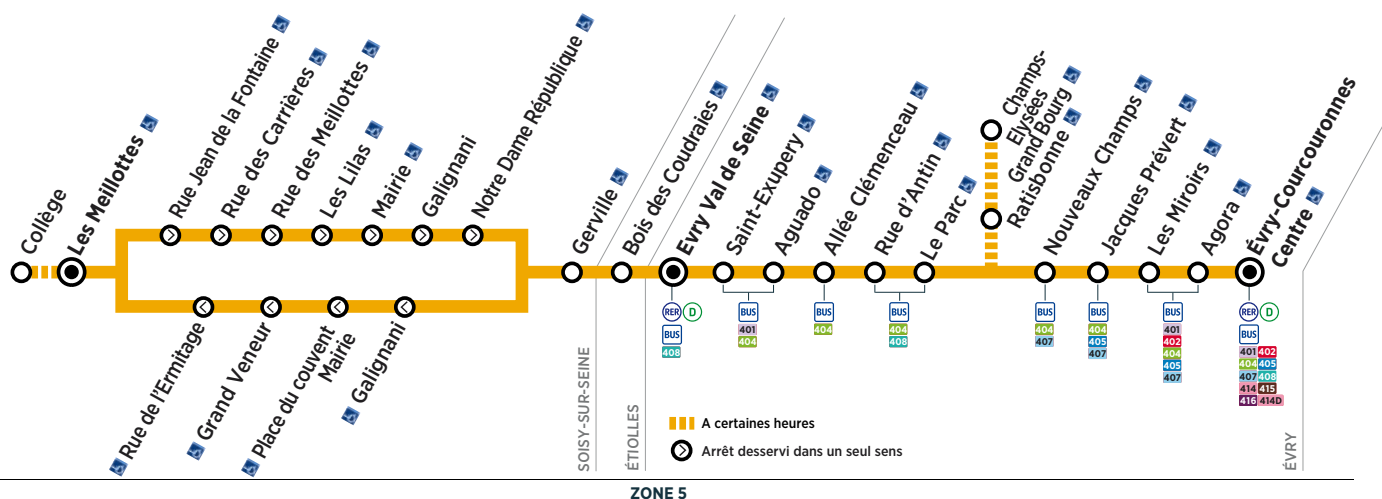 Collège
Les Meillottes
Rue Jean de la Fontaine
Rue des Carrières
Rue des Meillottes
Les Lilas
Mairie
Galignani
Notre Dame République
Rue de l'Ermitage
Grand Veneur
Place du couvent
Mairie
Galignani
Gerville
Bois des Coudraies
Evry Val de Seine
Saint-Exupery
Aguado
Allée Clémenceau
Rue d'Antin
Le Parc
Champs-
Elysées
Grand Bourg
Ratisbonne
Nouveaux Champs
Jacques Prévert
Les Miroirs
Agora
Évry-Courcouronnes
Centre
RER D
BUS
408
BUS
401
404
BUS
404
BUS
404
408
BUS
404
407
BUS
404
405
407
BUS
401
402
404
405
407
RER D
BUS
401 402
404 405
407 408
414 415
416 414D
SOISY-SUR-SEINE
ÉTIOLLES
ÉVRY
A certaines heures
Arrêt desservi dans un seul sens
ZONE 5